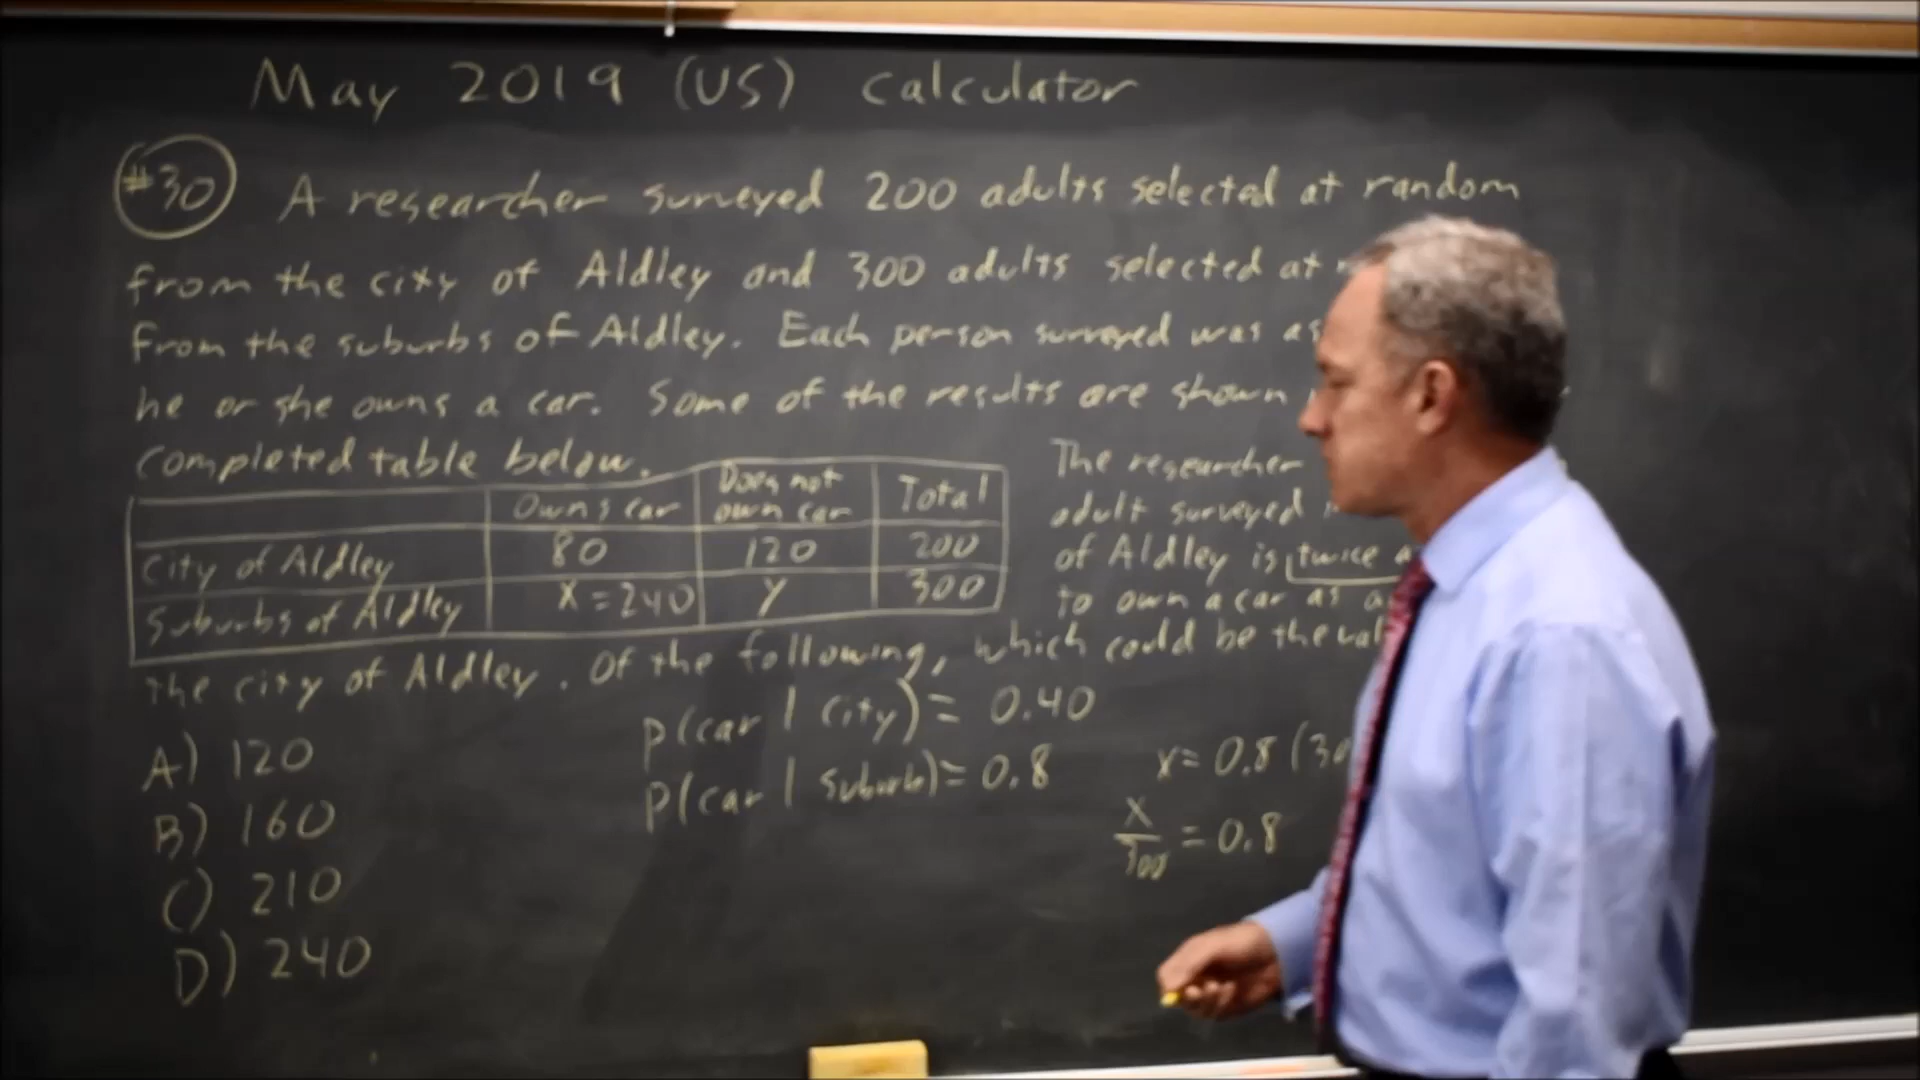 May 2019 (US) Calculator
#30 A researcher surveyed 200 adults selected at random
from the city of Aldley and 300 adults selected at
from the suburbs of Aldley. Each person surveyed was
he or she owns a car. Some of the results are shown
completed table below.
Owns car Does not own car Total
City of Aldley 80 120 200
Suburbs of Aldley X = 240 y 300
The researcher
adult surveyed
of Aldley is twice
to own a car as
the city of Aldley. Of the following, which could be the
P(car | city) = 0.40
P(car | suburb) = 0.8
x = 0.8 (30
X/300 = 0.8
A) 120
B) 160
C) 210
D) 240